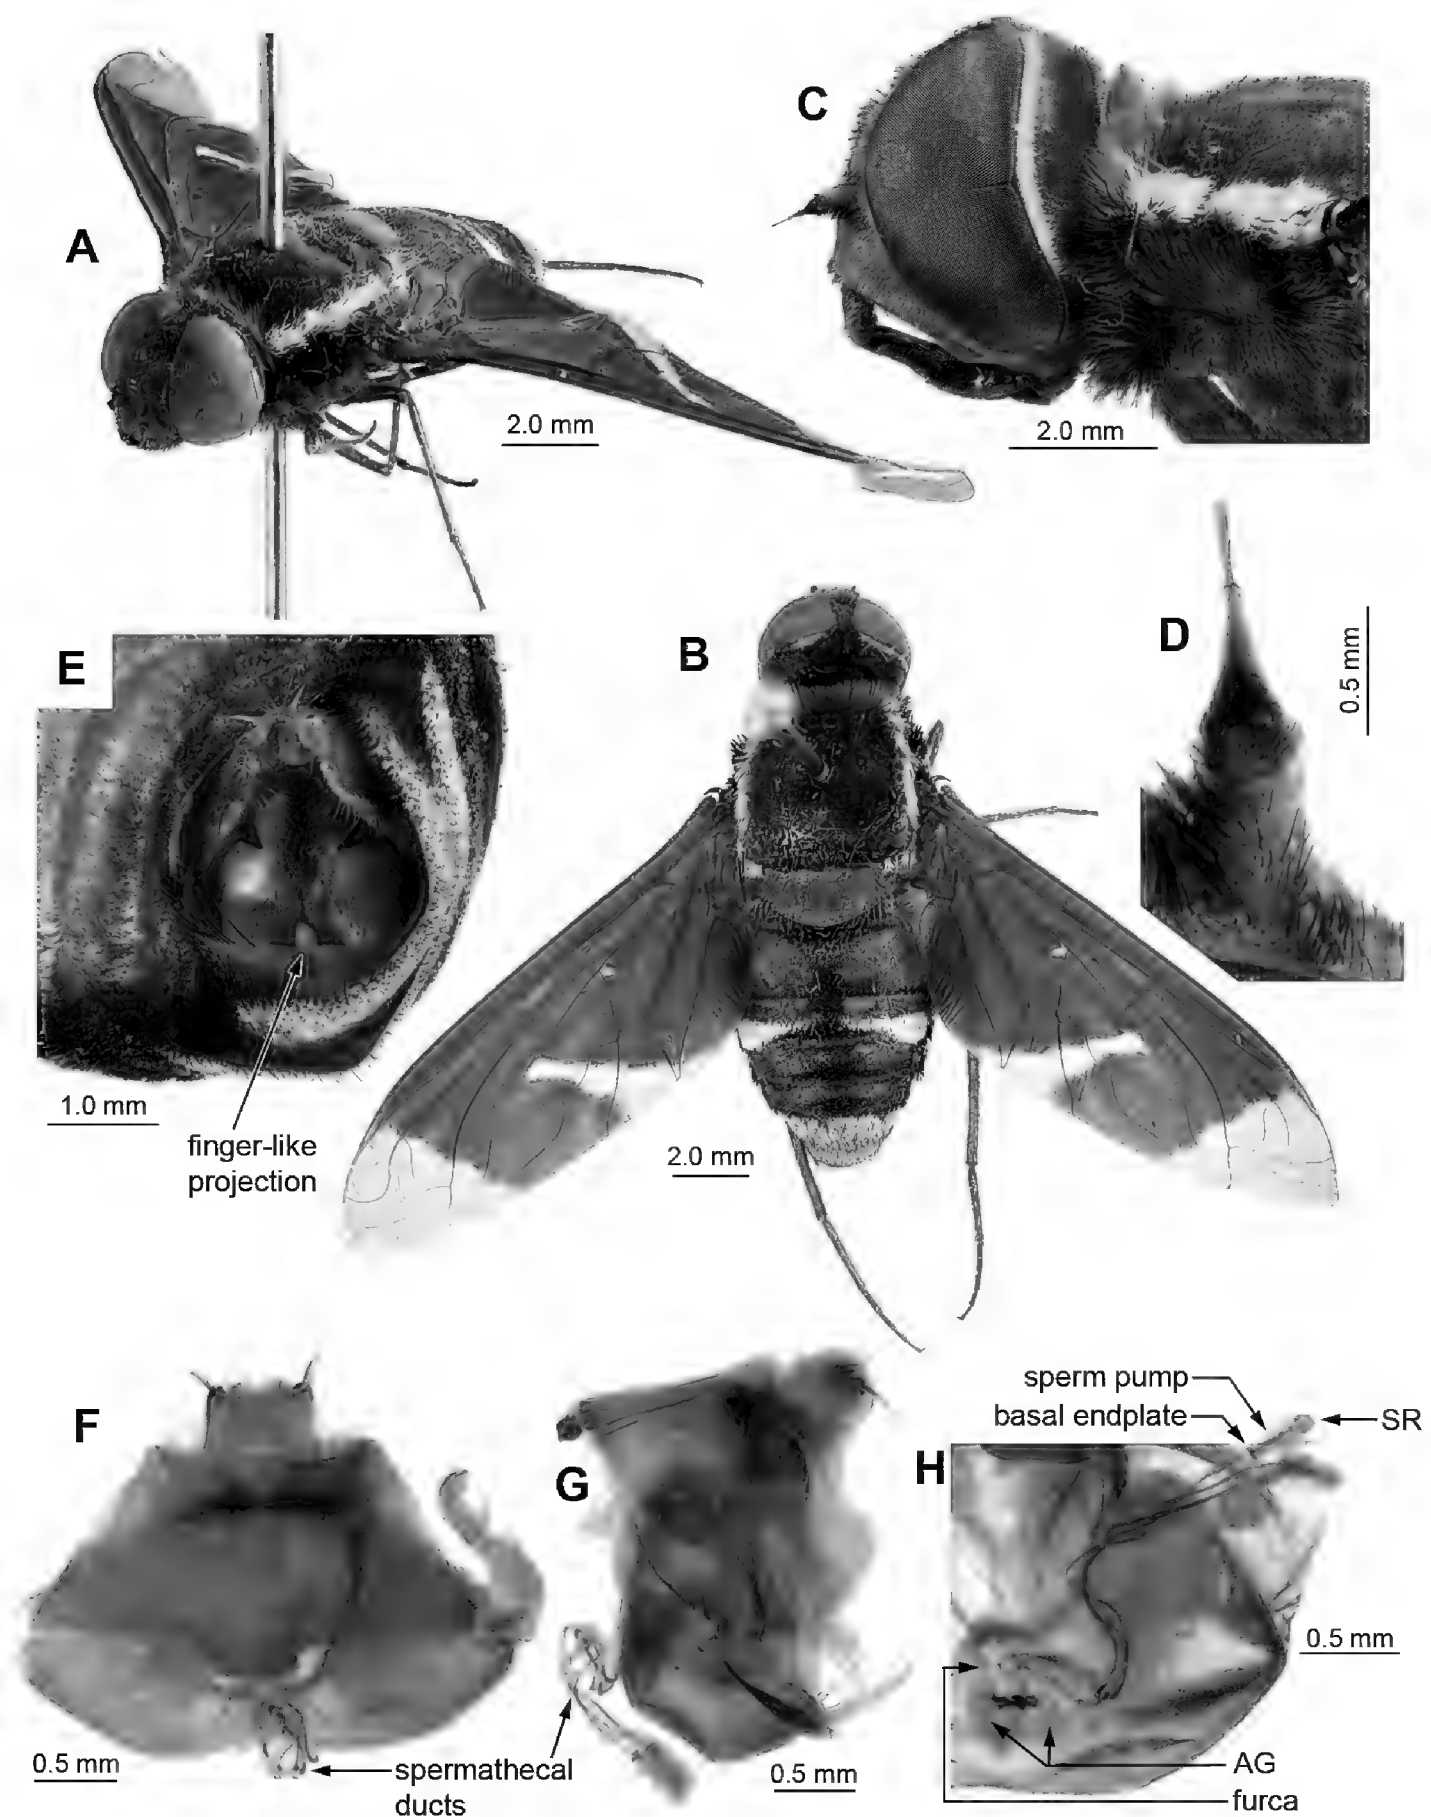 A
2.0 mm
C
2.0 mm
D
0.5 mm
E
1.0 mm
finger-like
projection
B
2.0 mm
F
0.5 mm
spermathecal
ducts
G
0.5 mm
H
sperm pump
basal endplate
SR
0.5 mm
AG
furca